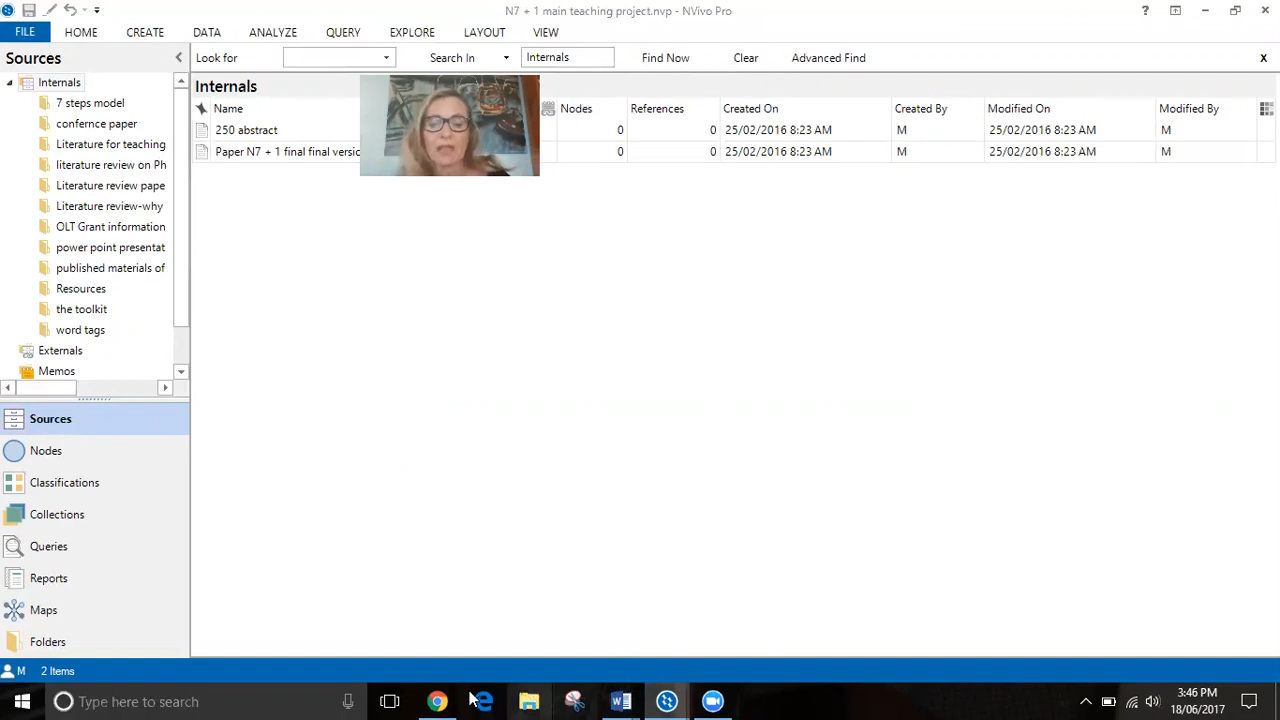 N7 + 1 main teaching project.nvp - NVivo Pro
FILE HOME CREATE DATA ANALYZE QUERY EXPLORE LAYOUT VIEW
Sources
Look for Search In Internals Find Now Clear Advanced Find x
Internals
7 steps model
confernce paper
Literature for teaching
literature review on Ph
Literature review pape
Literature review-why
OLT Grant information
power point presentat
published materials of
Resources
the toolkit
word tags
Externals
Memos
Internals
Name Nodes References Created On Created By Modified On Modified By
250 abstract 0 0 25/02/2016 8:23 AM M 25/02/2016 8:23 AM M
Paper N7 + 1 final final versic 0 0 25/02/2016 8:23 AM M 25/02/2016 8:23 AM M
Sources
Nodes
Classifications
Collections
Queries
Reports
Maps
Folders
M 2 Items
Type here to search
3:46 PM
18/06/2017